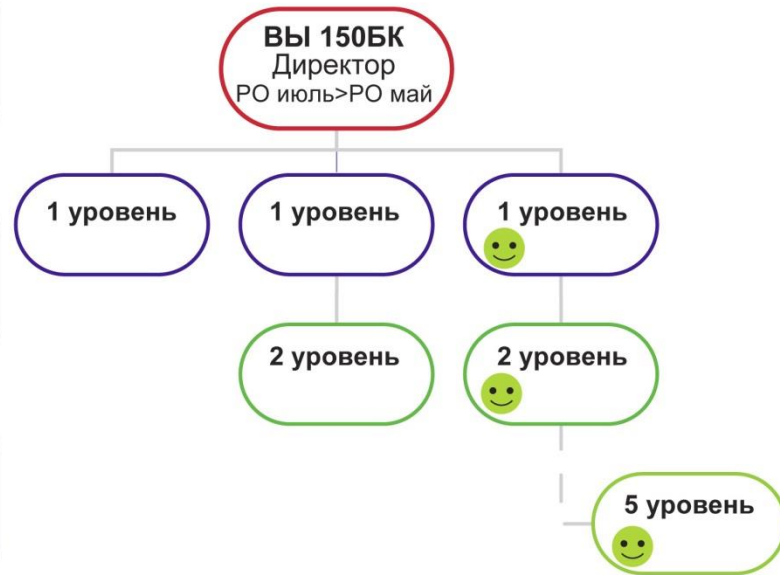 ВЫ 150БК
Директор
РО июль>РО май
1 уровень
1 уровень
1 уровень
2 уровень
2 уровень
5 уровень